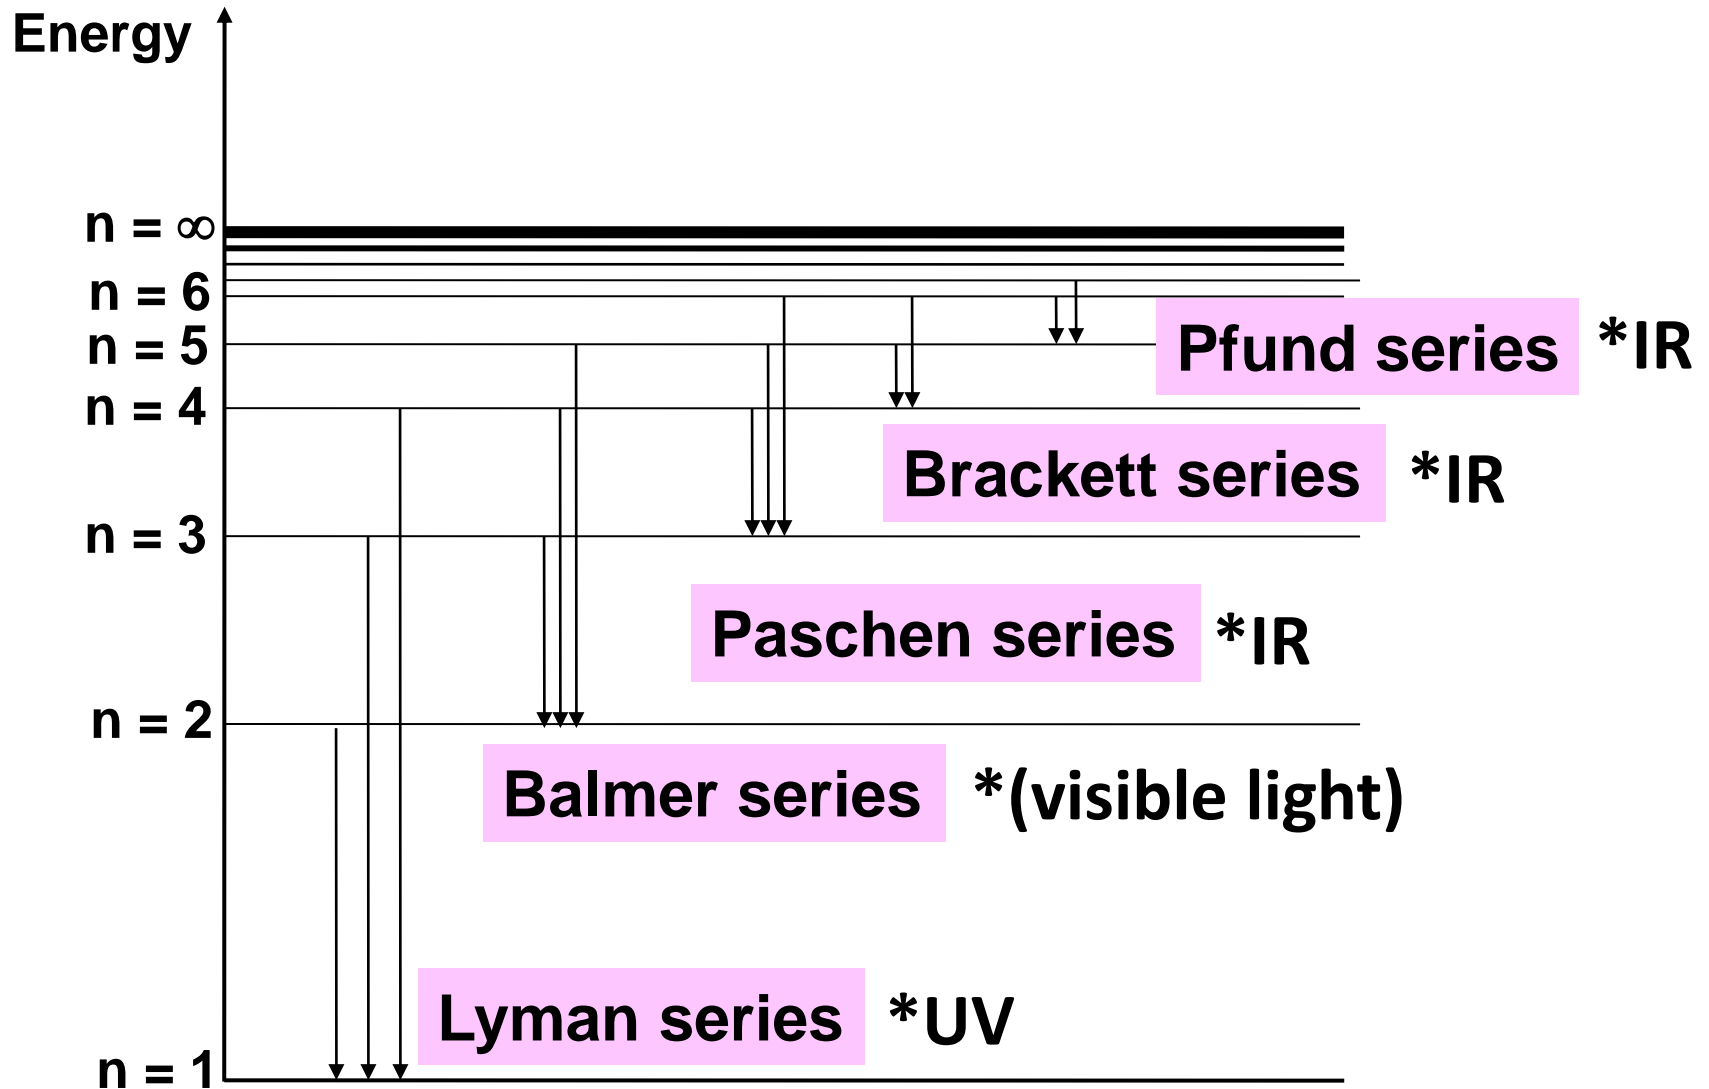 Energy
n = ∞
n = 6
n = 5
Pfund series *IR
n = 4
Brackett series *IR
n = 3
Paschen series *IR
n = 2
Balmer series *(visible light)
Lyman series *UV
n = 1